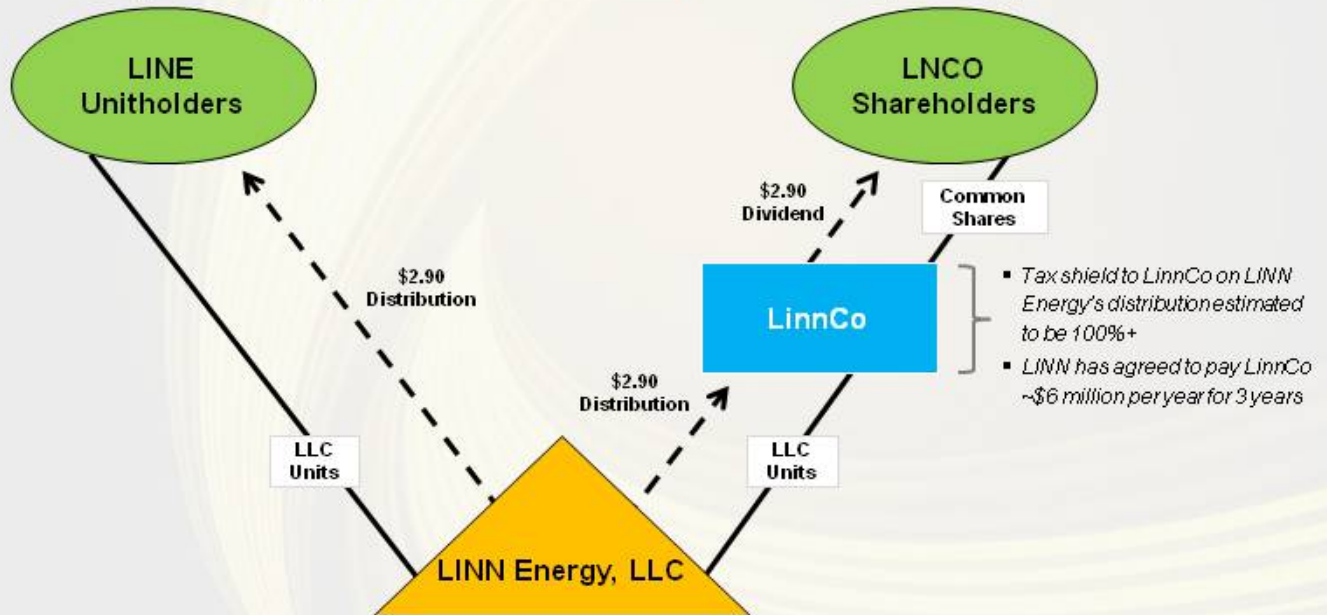 LINE
Unitholders
LNCO
Shareholders
$2.90
Dividend
Common
Shares
$2.90
Distribution
LinnCo
▪ Tax shield to LinnCo on LINN
Energy's distribution estimated
to be 100%+
▪ LINN has agreed to pay LinnCo
~$6 million per year for 3 years
$2.90
Distribution
LLC
Units
LLC
Units
LINN Energy, LLC